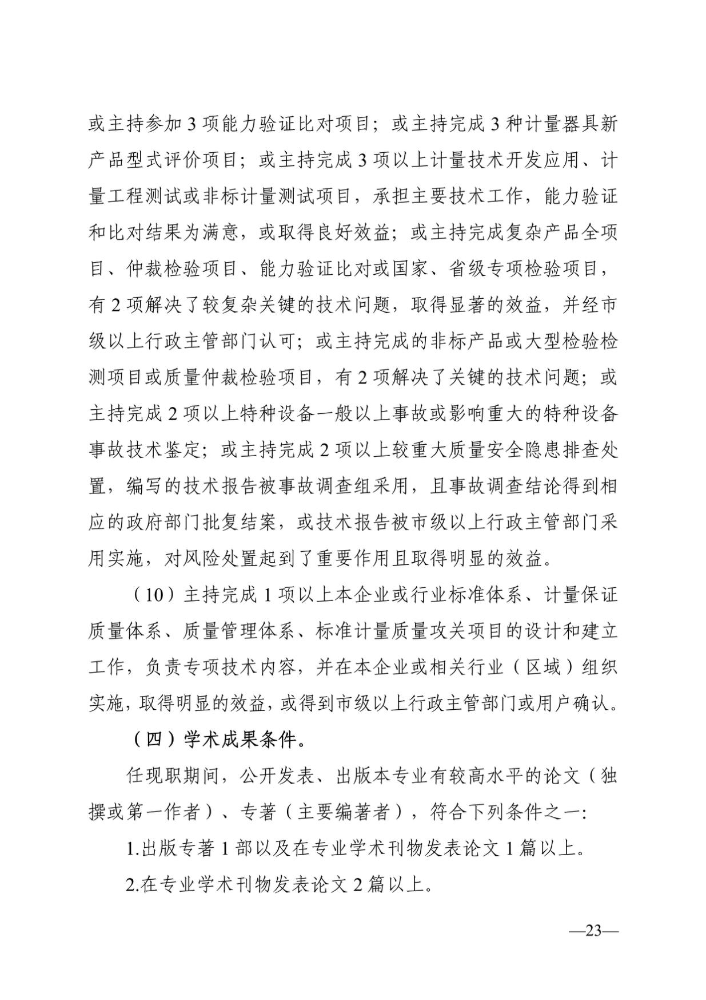 或主持参加 3 项能力验证比对项目；或主持完成 3 种计量器具新
产品型式评价项目；或主持完成 3 项以上计量技术开发应用、计
量工程测试或非标计量测试项目，承担主要技术工作，能力验证
和比对结果为满意，或取得良好效益；或主持完成复杂产品全项
目、仲裁检验项目、能力验证比对或国家、省级专项检验项目，
有 2 项解决了较复杂关键的技术问题，取得显著的效益，并经市
级以上行政主管部门认可；或主持完成的非标产品或大型检验检
测项目或质量仲裁检验项目，有 2 项解决了关键的技术问题；或
主持完成 2 项以上特种设备一般以上事故或影响重大的特种设备
事故技术鉴定；或主持完成 2 项以上较重大质量安全隐患排查处
置，编写的技术报告被事故调查组采用，且事故调查结论得到相
应的政府部门批复结案，或技术报告被市级以上行政主管部门采
用实施，对风险处置起到了重要作用且取得明显的效益。
（10）主持完成 1 项以上本企业或行业标准体系、计量保证
质量体系、质量管理体系、标准计量质量攻关项目的设计和建立
工作，负责专项技术内容，并在本企业或相关行业（区域）组织
实施，取得明显的效益，或得到市级以上行政主管部门或用户确认。
（四）学术成果条件。
任现职期间，公开发表、出版本专业有较高水平的论文（独
撰或第一作者）、专著（主要编著者），符合下列条件之一：
1.出版专著 1 部以及在专业学术刊物发表论文 1 篇以上。
2.在专业学术刊物发表论文 2 篇以上。
—23—